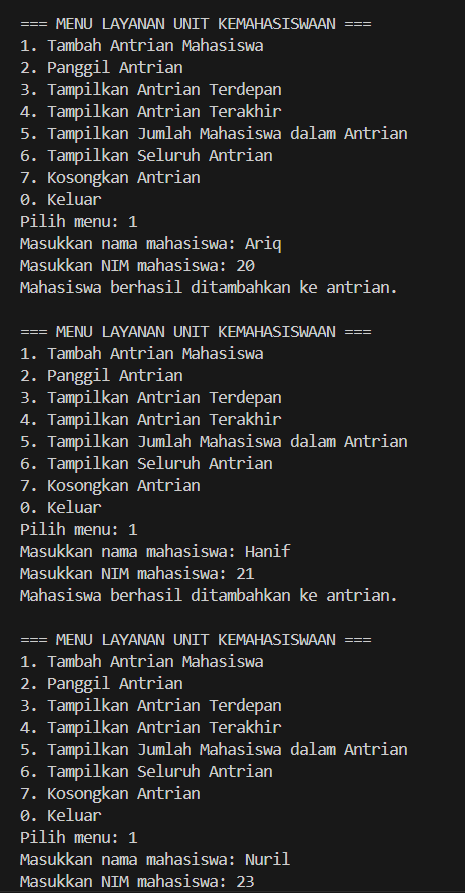 === MENU LAYANAN UNIT KEMAHASISWAAN ===
1. Tambah Antrian Mahasiswa
2. Panggil Antrian
3. Tampilkan Antrian Terdepan
4. Tampilkan Antrian Terakhir
5. Tampilkan Jumlah Mahasiswa dalam Antrian
6. Tampilkan Seluruh Antrian
7. Kosongkan Antrian
0. Keluar
Pilih menu: 1
Masukkan nama mahasiswa: Ariq
Masukkan NIM mahasiswa: 20
Mahasiswa berhasil ditambahkan ke antrian.

=== MENU LAYANAN UNIT KEMAHASISWAAN ===
1. Tambah Antrian Mahasiswa
2. Panggil Antrian
3. Tampilkan Antrian Terdepan
4. Tampilkan Antrian Terakhir
5. Tampilkan Jumlah Mahasiswa dalam Antrian
6. Tampilkan Seluruh Antrian
7. Kosongkan Antrian
0. Keluar
Pilih menu: 1
Masukkan nama mahasiswa: Hanif
Masukkan NIM mahasiswa: 21
Mahasiswa berhasil ditambahkan ke antrian.

=== MENU LAYANAN UNIT KEMAHASISWAAN ===
1. Tambah Antrian Mahasiswa
2. Panggil Antrian
3. Tampilkan Antrian Terdepan
4. Tampilkan Antrian Terakhir
5. Tampilkan Jumlah Mahasiswa dalam Antrian
6. Tampilkan Seluruh Antrian
7. Kosongkan Antrian
0. Keluar
Pilih menu: 1
Masukkan nama mahasiswa: Nuril
Masukkan NIM mahasiswa: 23